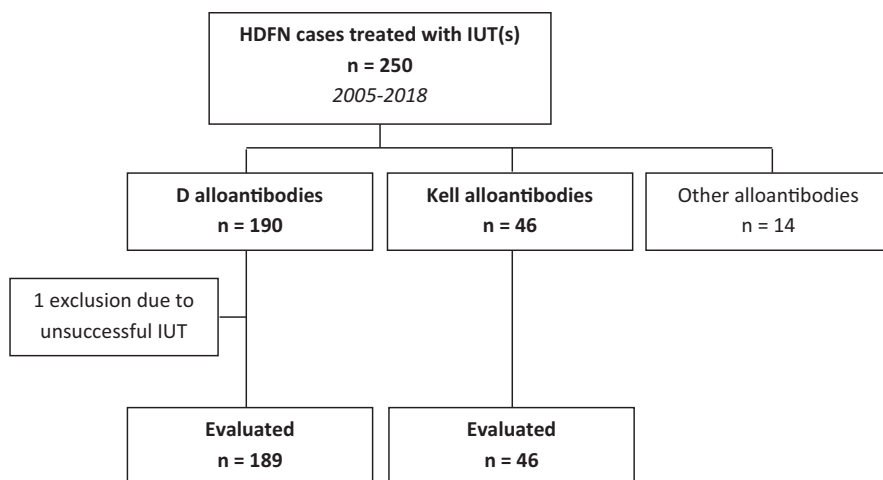 HDFN cases treated with IUT(s)
n = 250
2005-2018
D alloantibodies
n = 190
Kell alloantibodies
n = 46
Other alloantibodies
n = 14
1 exclusion due to
unsuccessful IUT
Evaluated
n = 189
Evaluated
n = 46